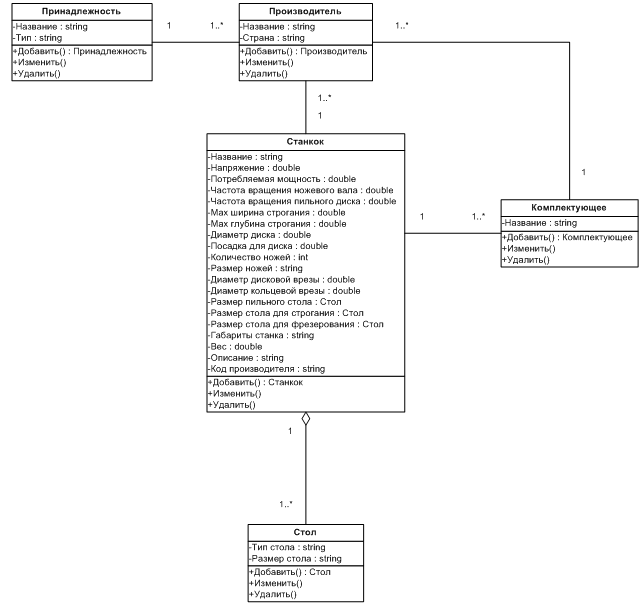 Принадлежность
-Название : string
-Тип : string
+Добавить() : Принадлежность
+Изменить()
+Удалить()
1
1..*
Производитель
-Название : string
-Страна : string
+Добавить() : Производитель
+Изменить()
+Удалить()
1..*
1..*
1
1
Станкок
-Название : string
-Напряжение : double
-Потребляемая мощность : double
-Частота вращения ножевого вала : double
-Частота вращения пильного диска : double
-Мах ширина строгания : double
-Мах глубина строгания : double
-Диаметр диска : double
-Посадка для диска : double
-Количество ножей : int
-Размер ножей : string
-Диаметр дисковой врезы : double
-Диаметр кольцевой врезы : double
-Размер пильного стола : Стол
-Размер стола для строгания : Стол
-Размер стола для фрезерования : Стол
-Габариты станка : string
-Вес : double
-Описание : string
-Код производителя : string
+Добавить() : Станкок
+Изменить()
+Удалить()
1
1..*
Комплектующее
-Название : string
+Добавить() : Комплектующее
+Изменить()
+Удалить()
1
1..*
Стол
-Тип стола : string
-Размер стола : string
+Добавить() : Стол
+Изменить()
+Удалить()